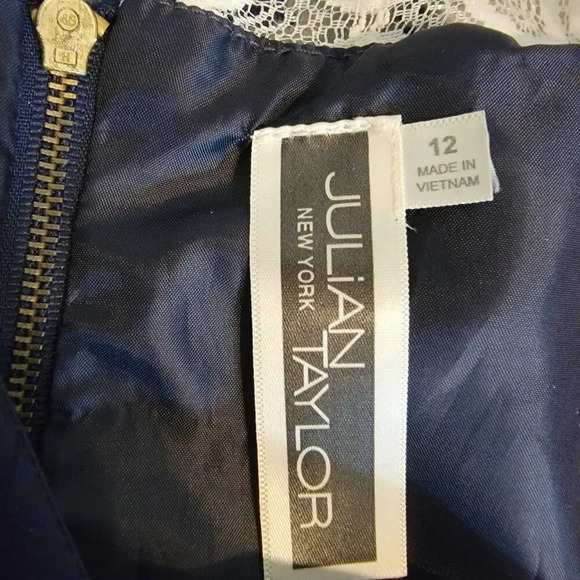 JULiAN TAYLOR
NEW YORK
12
MADE IN
VIETNAM